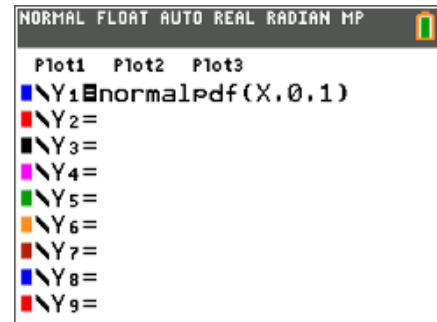 NORMAL FLOAT AUTO REAL RADIAN MP
Plot1 Plot2 Plot3
\Y₁=normalpdf(X,0,1)
\Y₂=
\Y₃=
\Y₄=
\Y₅=
\Y₆=
\Y₇=
\Y₈=
\Y₉=